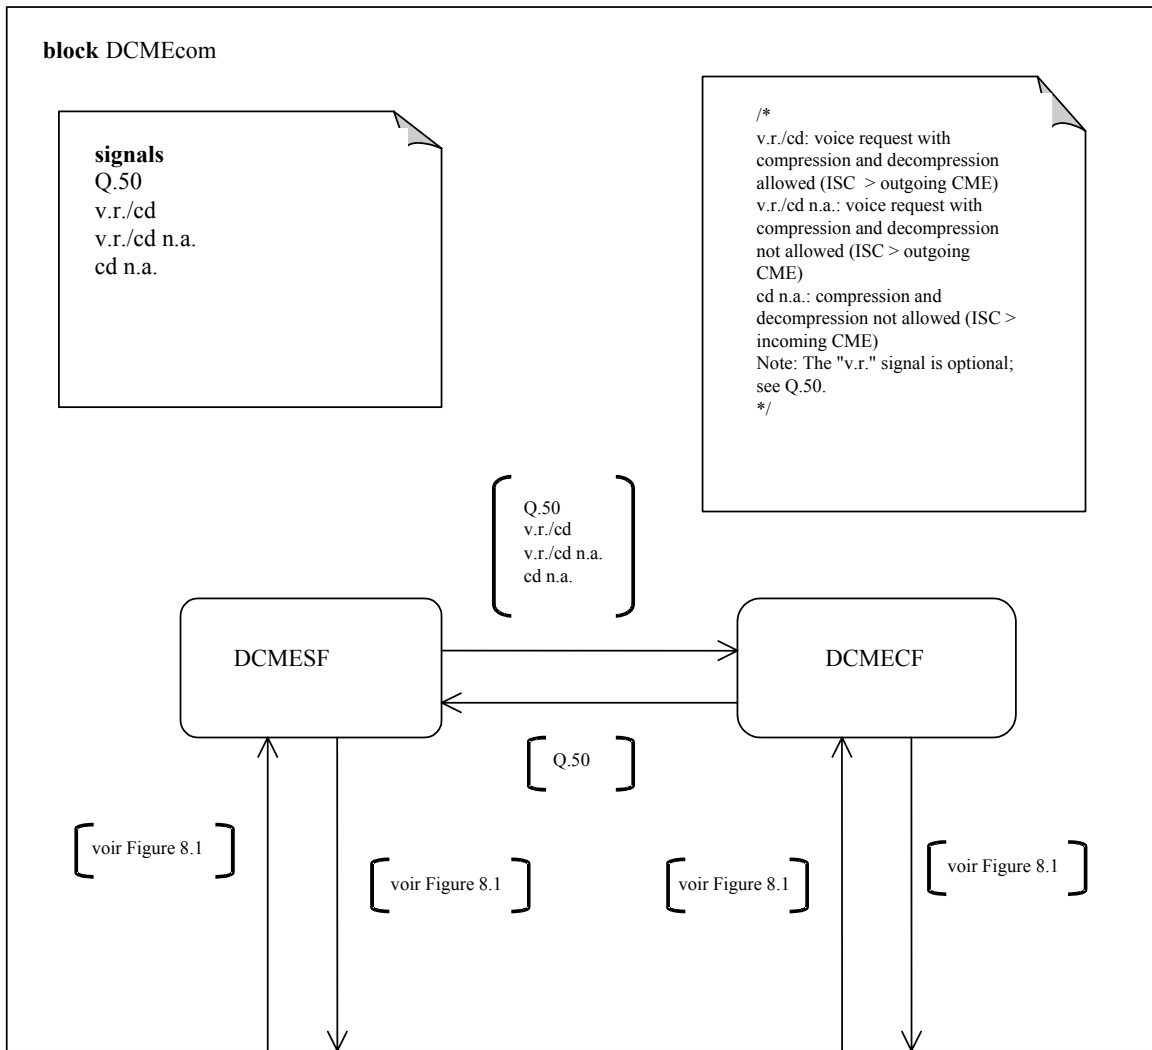 block DCMEcom
signals
Q.50
v.r./cd
v.r./cd n.a.
cd n.a.
/*
v.r./cd: voice request with
compression and decompression
allowed (ISC > outgoing CME)
v.r./cd n.a.: voice request with
compression and decompression
not allowed (ISC > outgoing
CME)
cd n.a.: compression and
decompression not allowed (ISC >
incoming CME)
Note: The "v.r." signal is optional;
see Q.50.
*/
Q.50
v.r./cd
v.r./cd n.a.
cd n.a.
DCMESF
DCMECF
Q.50
voir Figure 8.1
voir Figure 8.1
voir Figure 8.1
voir Figure 8.1